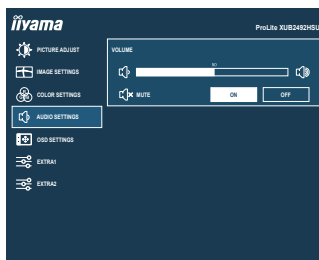 iiyama
ProLite XUB2492HSU
PICTURE ADJUST
VOLUME
50
IMAGE SETTINGS
COLOR SETTINGS
MUTE
ON
OFF
AUDIO SETTINGS
OSD SETTINGS
EXTRA1
EXTRA2